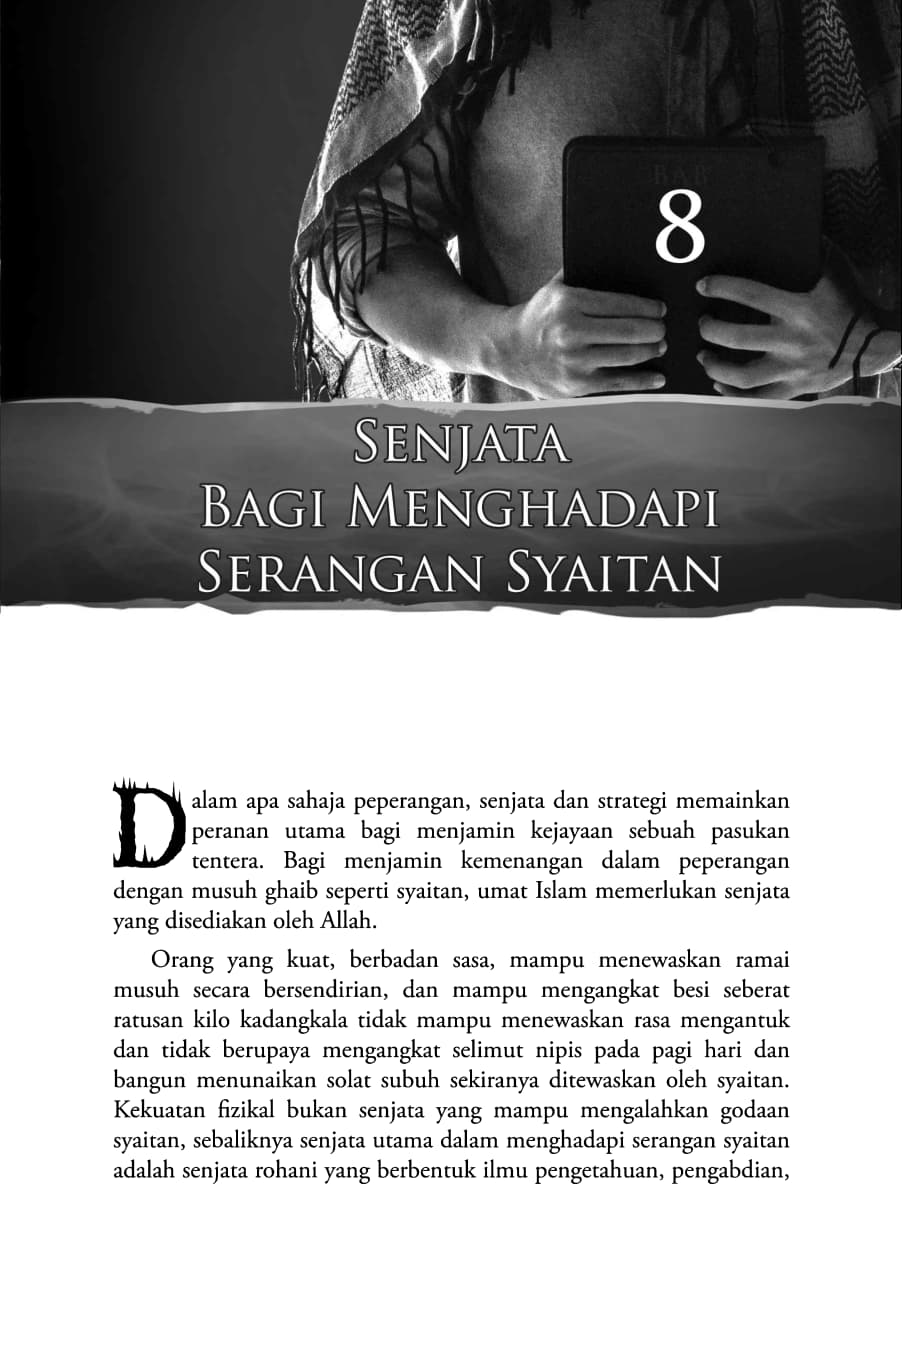 BAB
8
SENJATA
BAGI MENGHADAPI
SERANGAN SYAITAN
Dalam apa sahaja peperangan, senjata dan strategi memainkan
peranan utama bagi menjamin kejayaan sebuah pasukan
tentera. Bagi menjamin kemenangan dalam peperangan
dengan musuh ghaib seperti syaitan, umat Islam memerlukan senjata
yang disediakan oleh Allah.
Orang yang kuat, berbadan sasa, mampu menewaskan ramai
musuh secara bersendirian, dan mampu mengangkat besi seberat
ratusan kilo kadangkala tidak mampu menewaskan rasa mengantuk
dan tidak berupaya mengangkat selimut nipis pada pagi hari dan
bangun menunaikan solat subuh sekiranya ditewaskan oleh syaitan.
Kekuatan fizikal bukan senjata yang mampu mengalahkan godaan
syaitan, sebaliknya senjata utama dalam menghadapi serangan syaitan
adalah senjata rohani yang berbentuk ilmu pengetahuan, pengabdian,